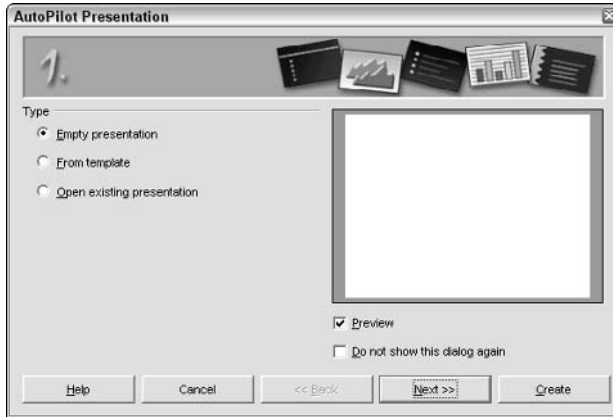 AutoPilot Presentation
1.
Type
Empty presentation
From template
Open existing presentation
Preview
Do not show this dialog again
Help Cancel << Back Next >> Create